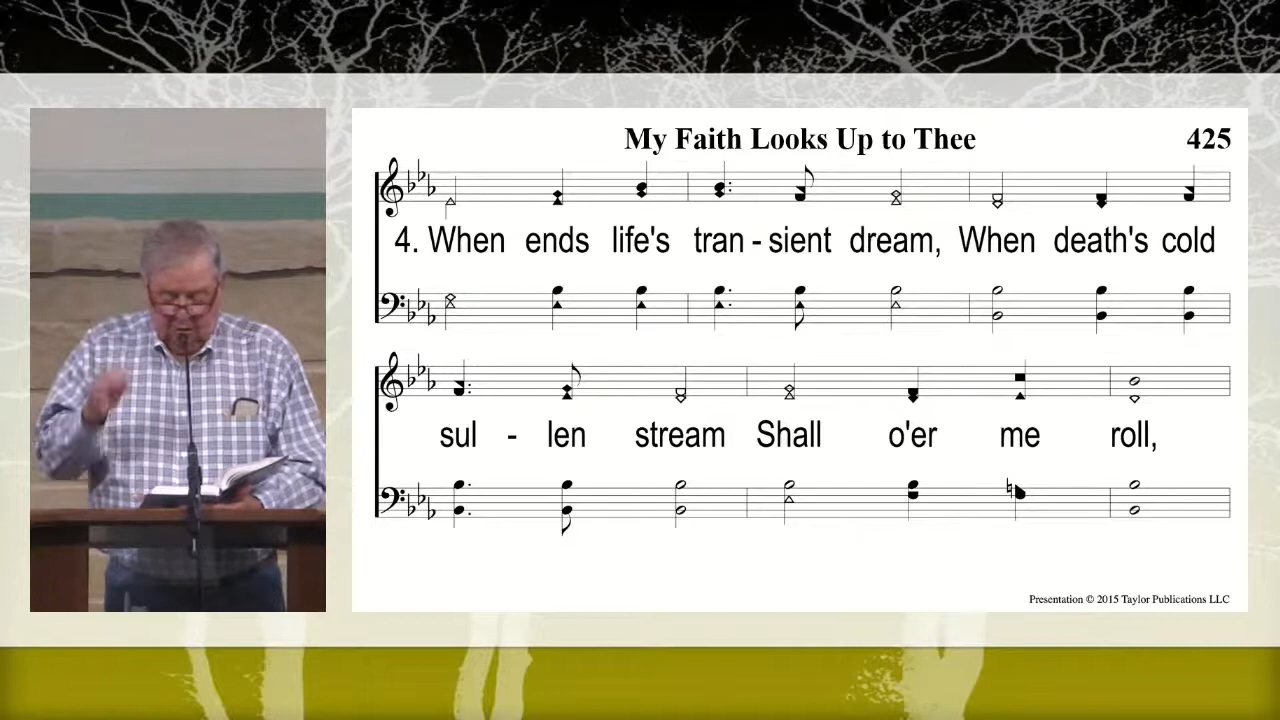 My Faith Looks Up to Thee 425
4. When ends life's tran - sient dream, When death's cold
sul - len stream Shall o'er me roll,
Presentation © 2015 Taylor Publications LLC